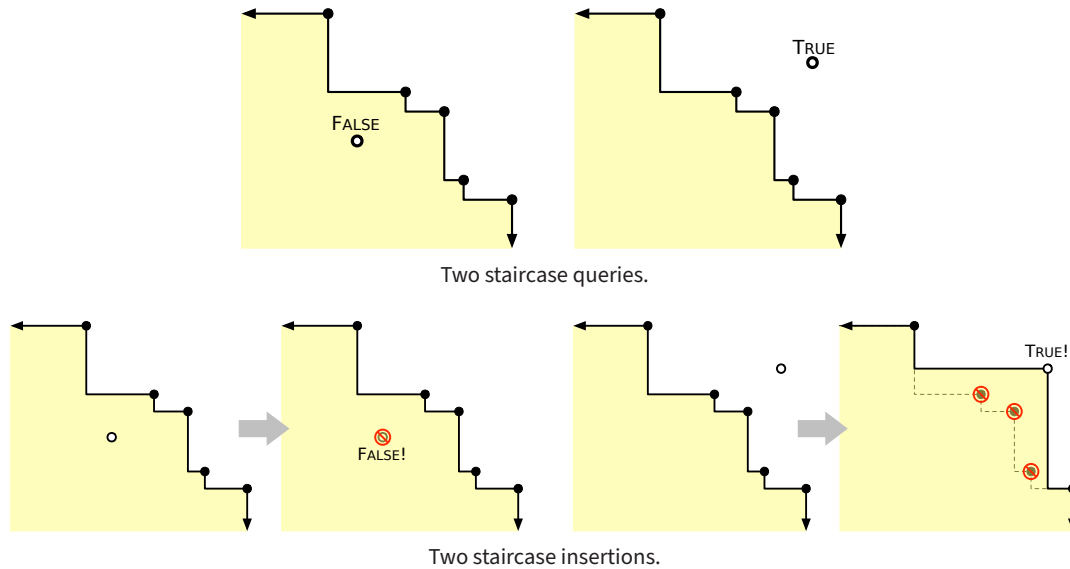 TRUE
FALSE
Two staircase queries.
TRUE!
FALSE!
Two staircase insertions.